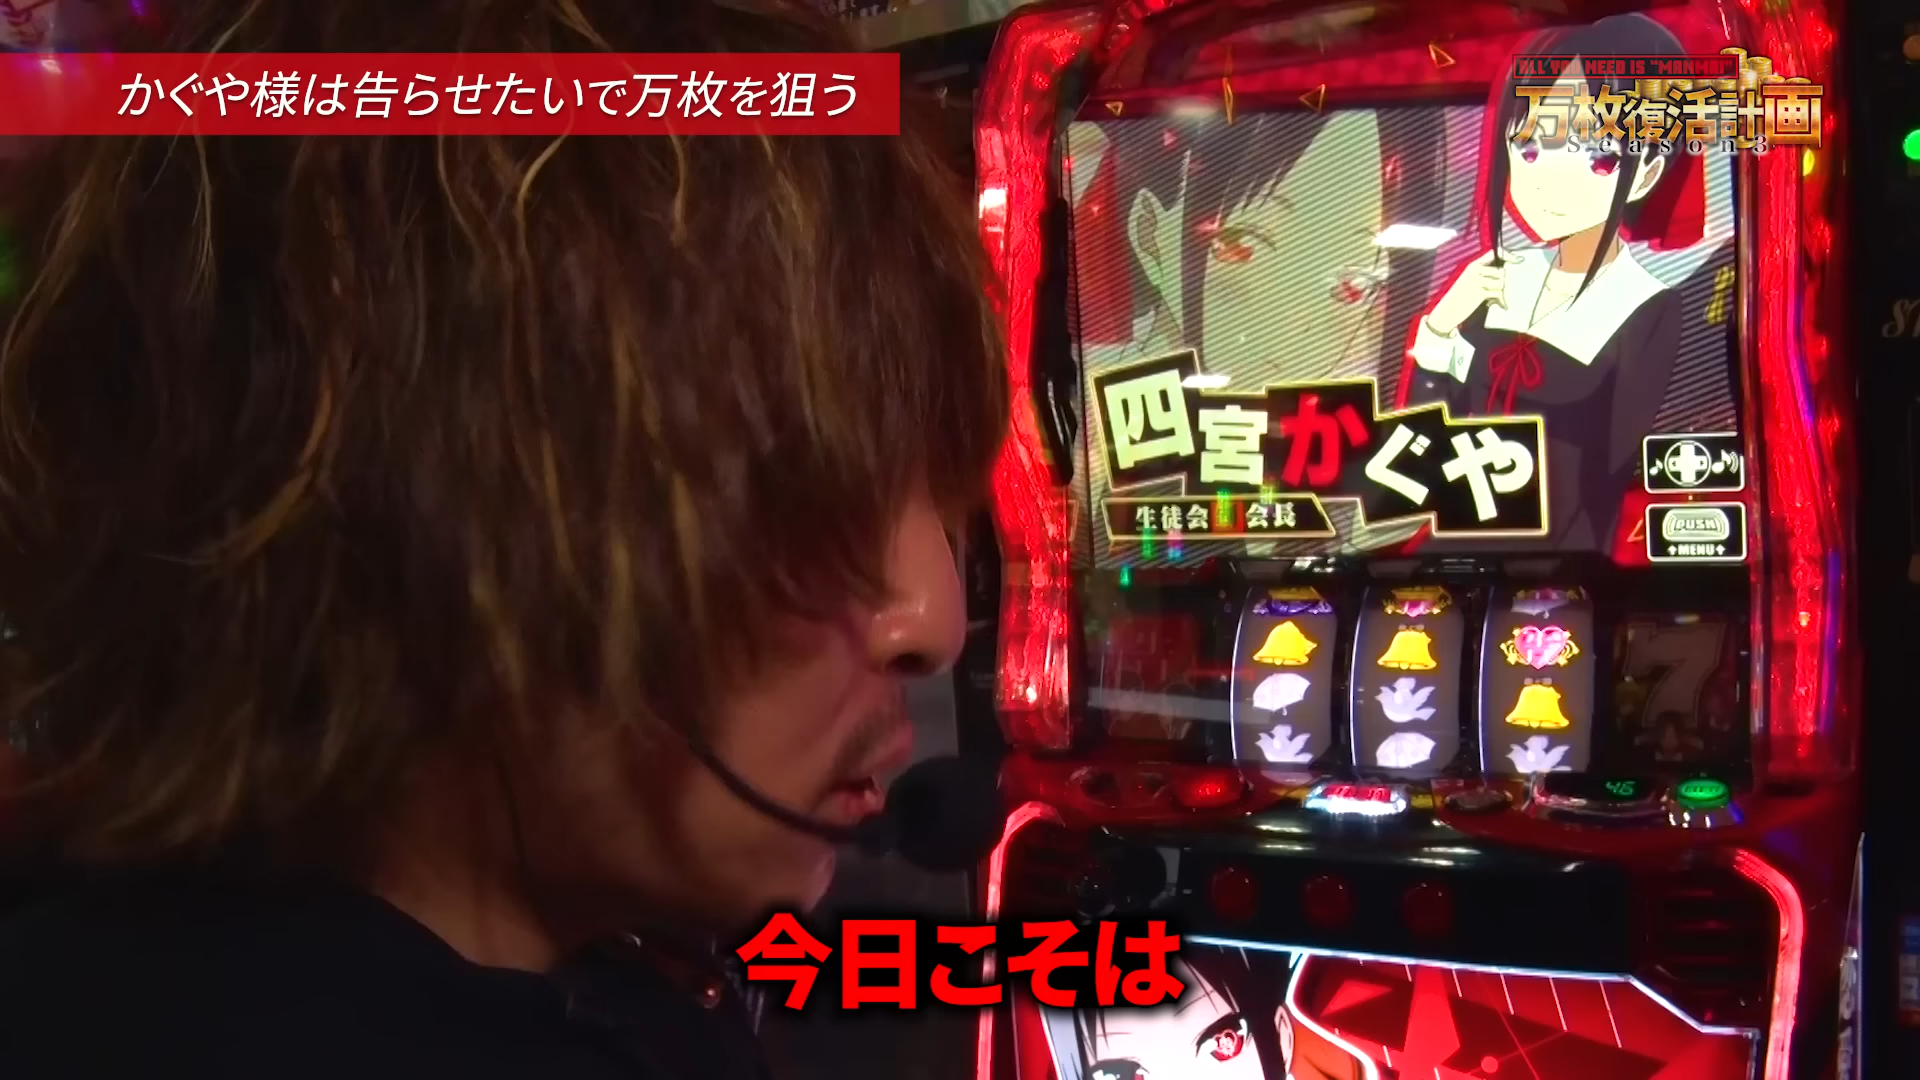 かぐや様は告らせたいで万枚を狙う
ALL YOU NEED IS "MANMAI"
万枚復活計画
Season3
四宮かぐや
生徒会副会長
PUSH
MENU
46
今日こそは